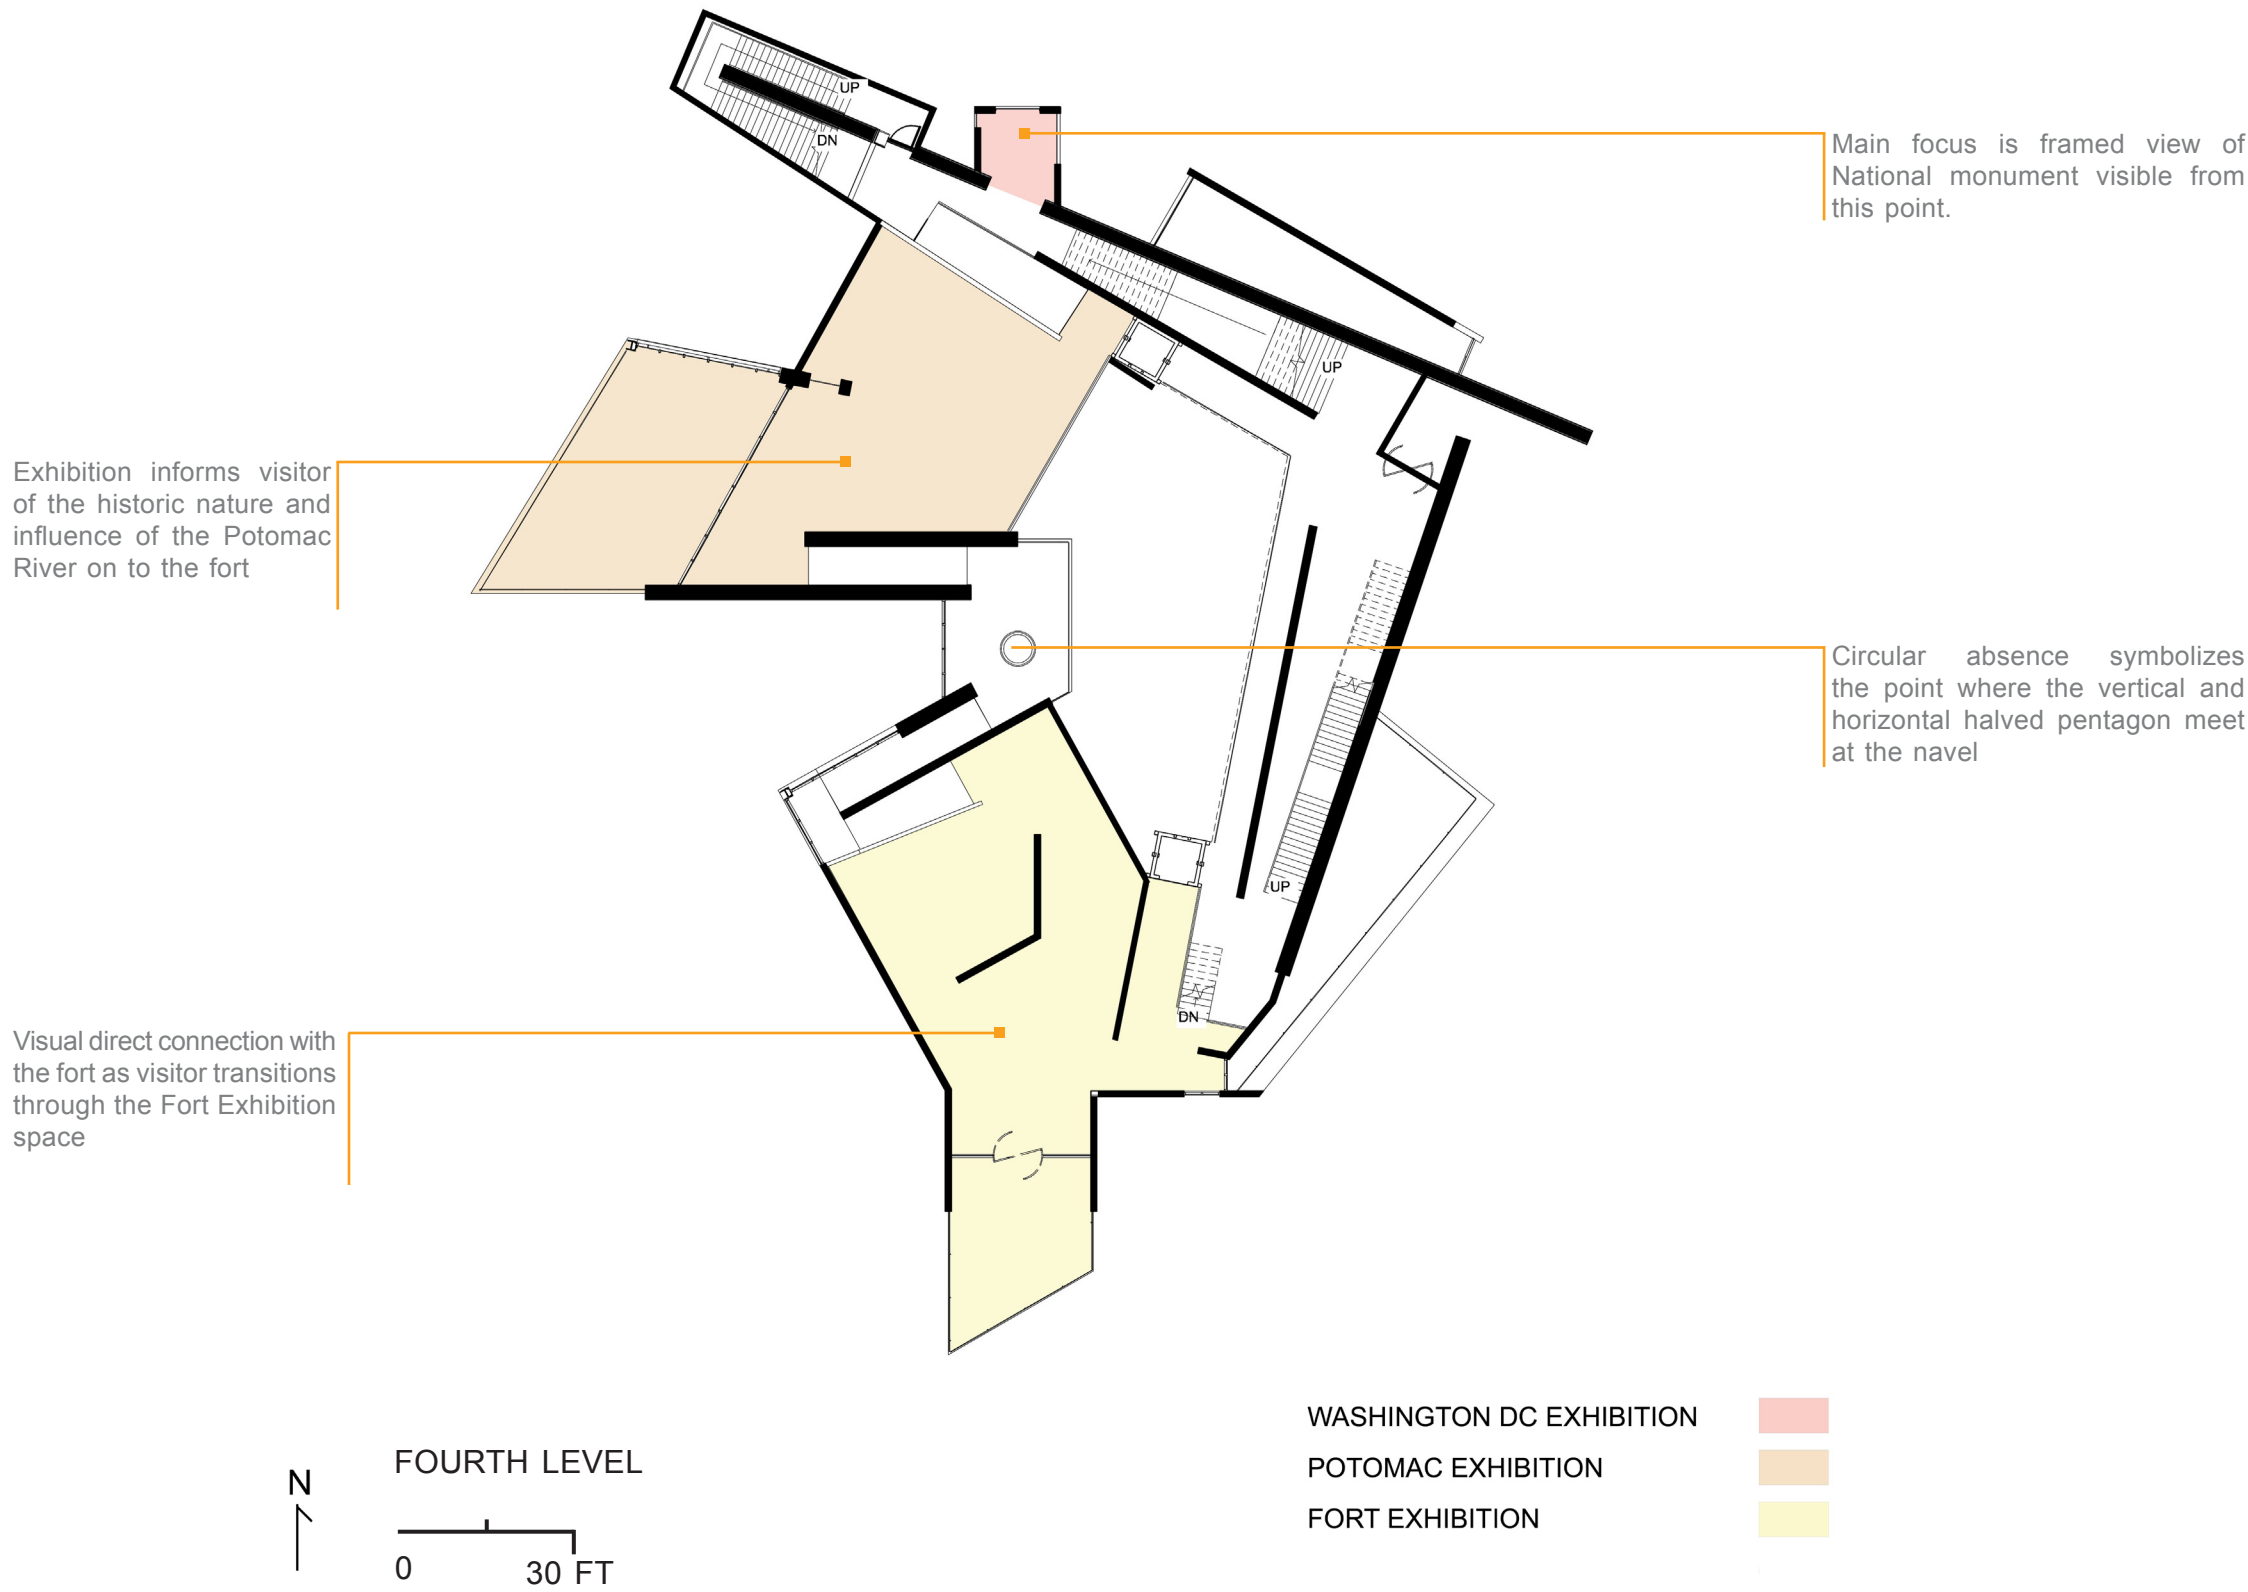 UP
DN
Main focus is framed view of
National monument visible from
this point.
UP
Exhibition informs visitor
of the historic nature and
influence of the Potomac
River on to the fort
Circular absence symbolizes
the point where the vertical and
horizontal halved pentagon meet
at the navel
UP
DN
Visual direct connection with
the fort as visitor transitions
through the Fort Exhibition
space
WASHINGTON DC EXHIBITION
POTOMAC EXHIBITION
FORT EXHIBITION
FOURTH LEVEL
N
0 30 FT